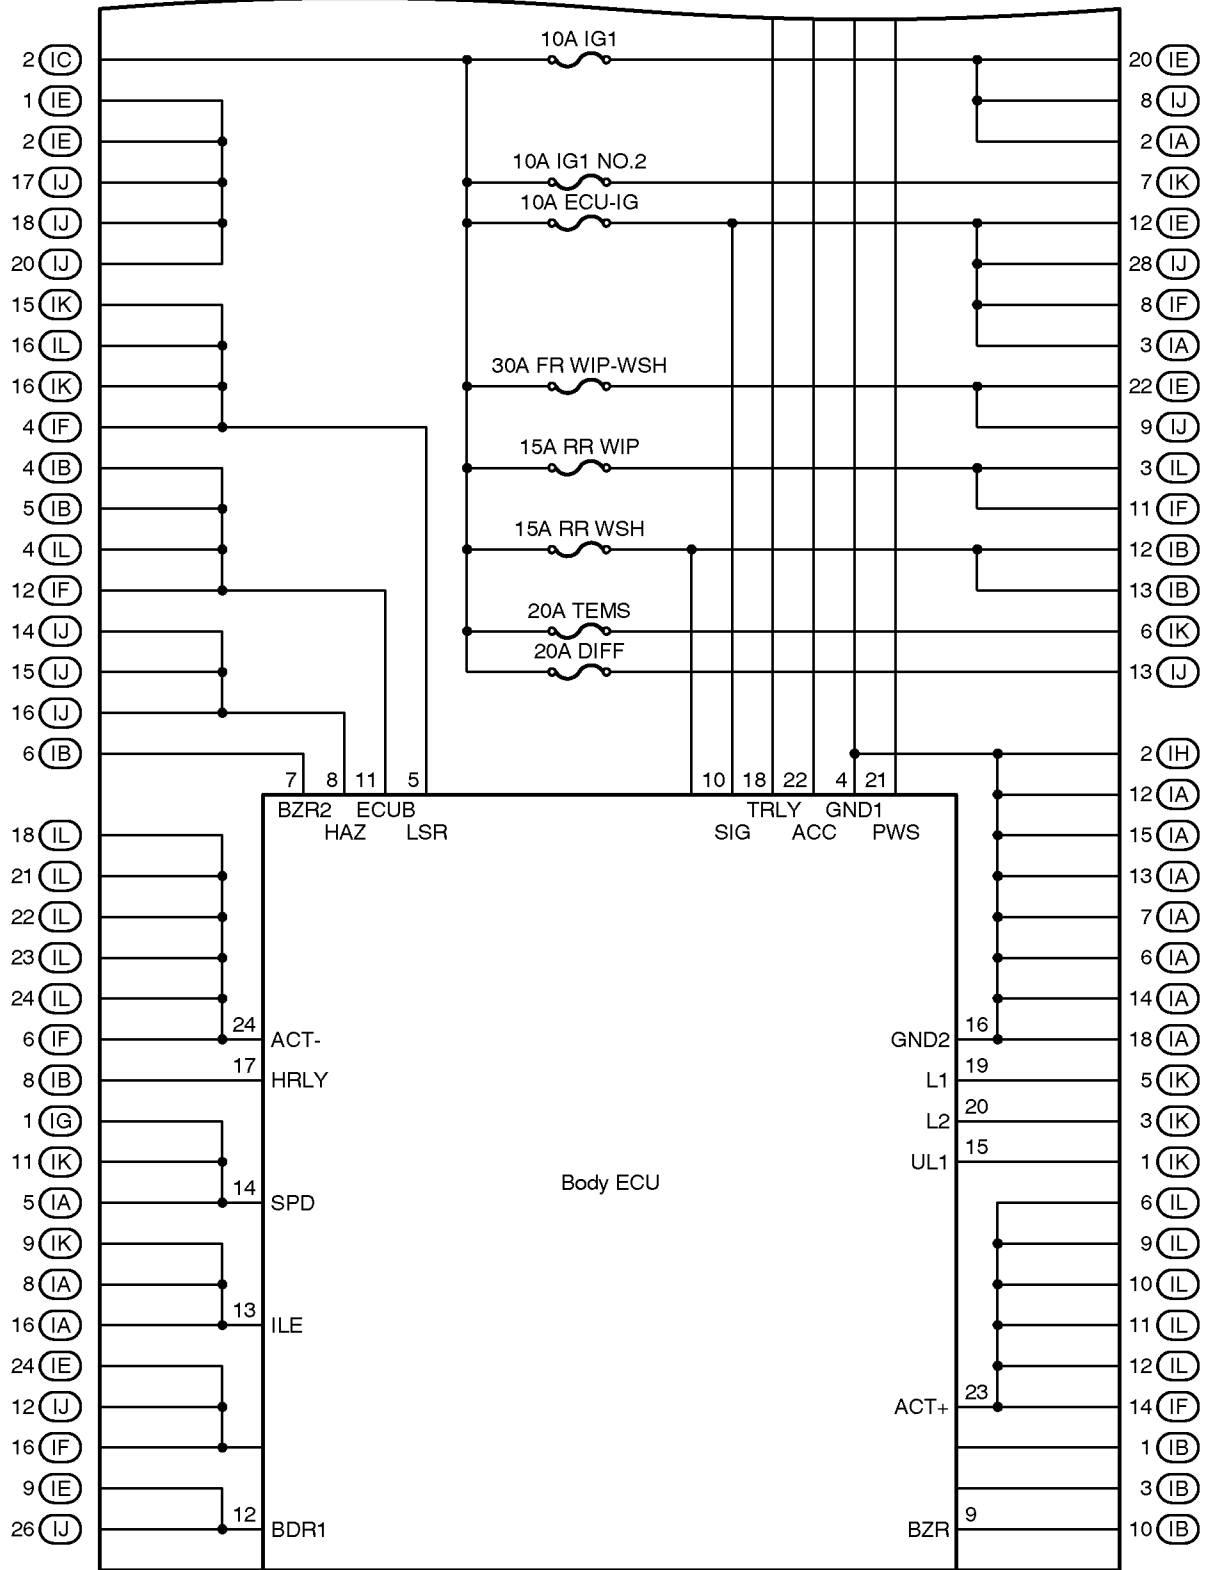 10A IG1
2 IC 20 IE
1 IE 8 IJ
2 IE 2 IA
10A IG1 NO.2
17 IJ 7 IK
10A ECU-IG
18 IJ 12 IE
20 IJ 28 IJ
15 IK 8 IF
16 IL 3 IA
30A FR WIP-WSH
16 IK 22 IE
4 IF 9 IJ
15A RR WIP
4 IB 3 IL
5 IB 11 IF
15A RR WSH
4 IL 12 IB
12 IF 13 IB
20A TEMS
14 IJ 6 IK
20A DIFF
15 IJ 13 IJ
16 IJ
6 IB 2 IH
7 8 11 5 10 18 22 4 21
12 IA
BZR2 ECUB TRLY GND1
HAZ LSR SIG ACC PWS
18 IL 15 IA
21 IL 13 IA
22 IL 7 IA
23 IL 6 IA
24 IL 14 IA
24 16
6 IF ACT- GND2 18 IA
17 19
8 IB HRLY L1 5 IK
20
1 IG L2 3 IK
15
11 IK UL1 1 IK
Body ECU
14
5 IA SPD 6 IL
9 IK 9 IL
8 IA 10 IL
13
16 IA ILE 11 IL
24 IE 12 IL
23
12 IJ ACT+ 14 IF
16 IF 1 IB
9 IE 3 IB
12 9
26 IJ BDR1 BZR 10 IB